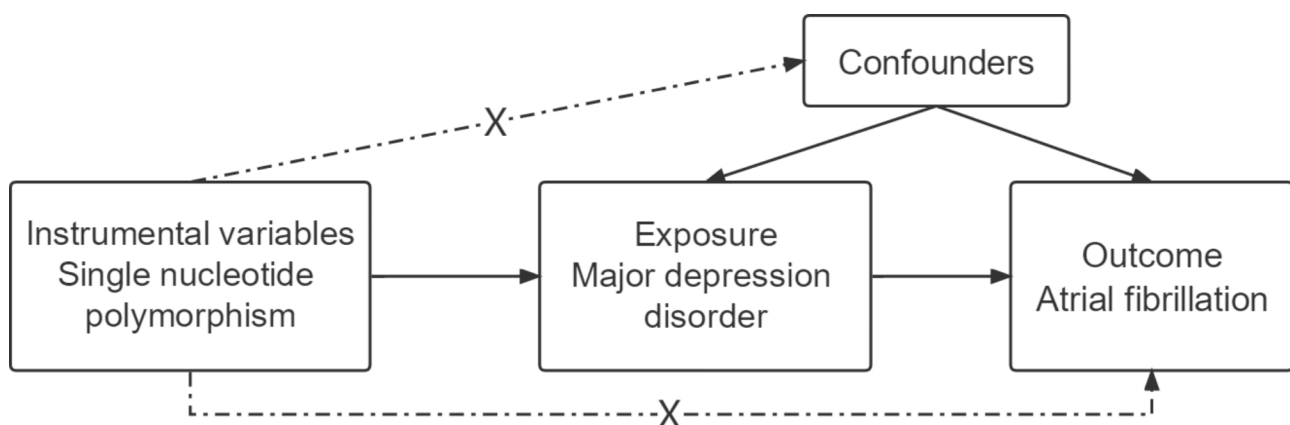 Confounders
X
Instrumental variables
Single nucleotide
polymorphism
Exposure
Major depression
disorder
Outcome
Atrial fibrillation
X